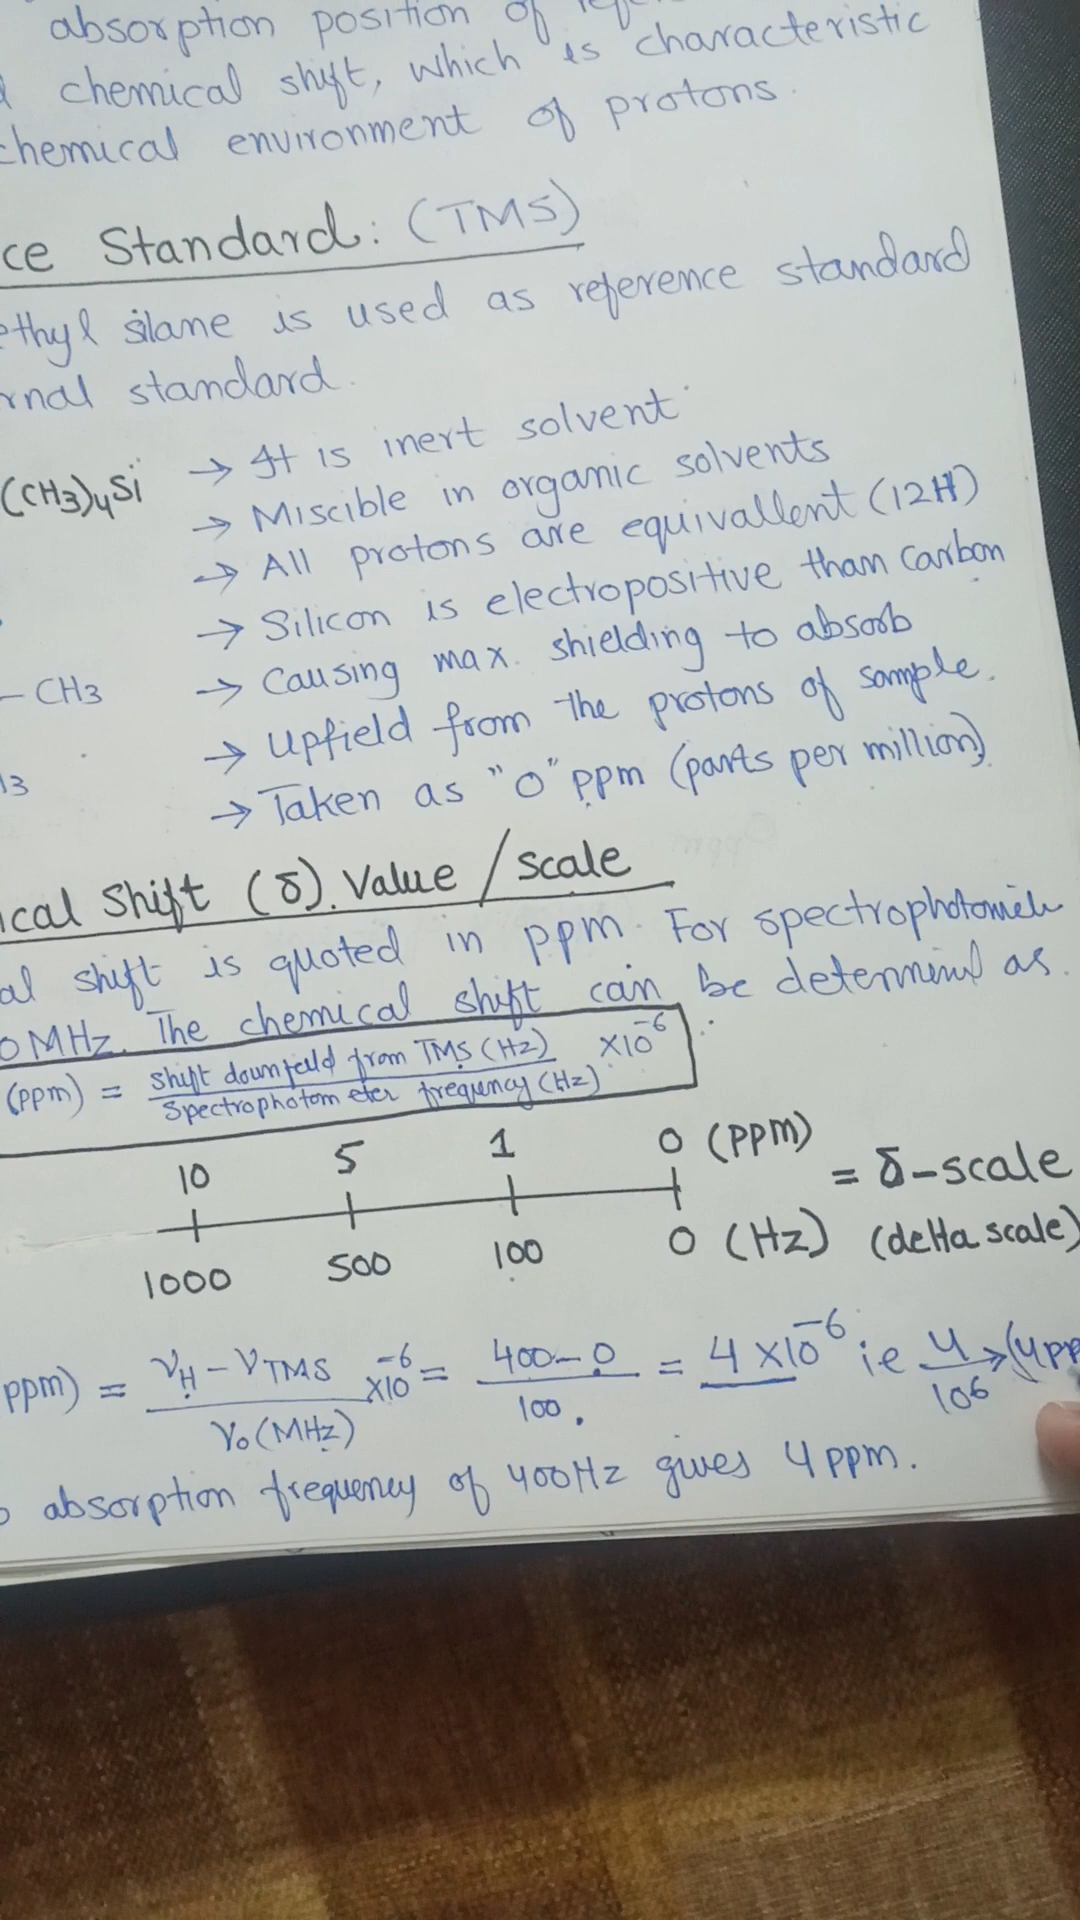 absorption position of
chemical shift, which is characteristic
chemical environment of protons.
ce Standard: (TMS)
ethyl silane is used as reference standard
rnal standard.
(CH3)4Si → It is inert solvent
→ Miscible in organic solvents
→ All protons are equivallent (12H)
→ Silicon is electropositive than Carbon
– CH3 → Causing max. shielding to absorb
→ Upfield from the protons of sample.
→ Taken as "0" ppm (parts per million)
ical Shift (δ). Value / scale
al shift is quoted in ppm. For
0 MHz. The chemical shift can be as.
(ppm) = Shift from TMS (Hz) ×10⁻⁶
Spectrophotometer frequency (Hz)
10 5 1 0 (ppm)
= δ-scale
1000 500 100 0 (Hz) (delta scale)
ppm) = νH – νTMS ×10⁻⁶ = 400–0 = 4 ×10⁻⁶ ie 4 → (4pp
ν₀(MHz) 100. 10⁶
absorption frequency of 400Hz gives 4 ppm.